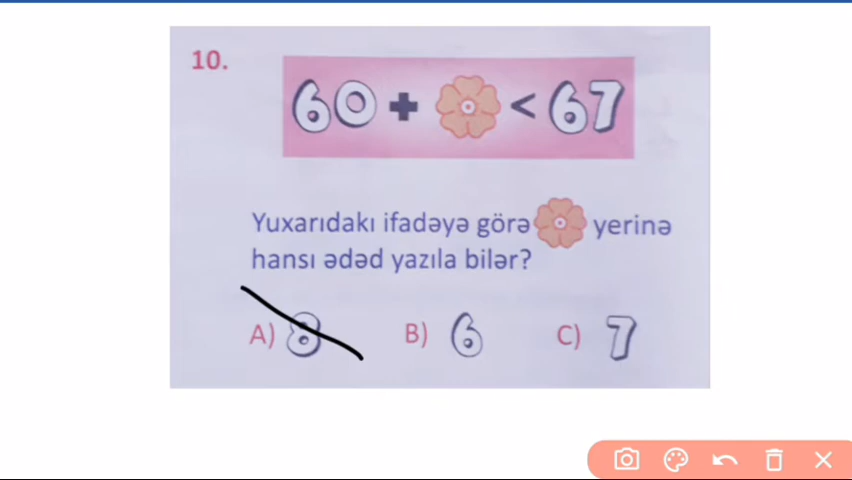 10.
60 + < 67
Yuxarıdakı ifadəyə görə yerinə
hansı ədəd yazıla bilər?
A) 8 B) 6 C) 7